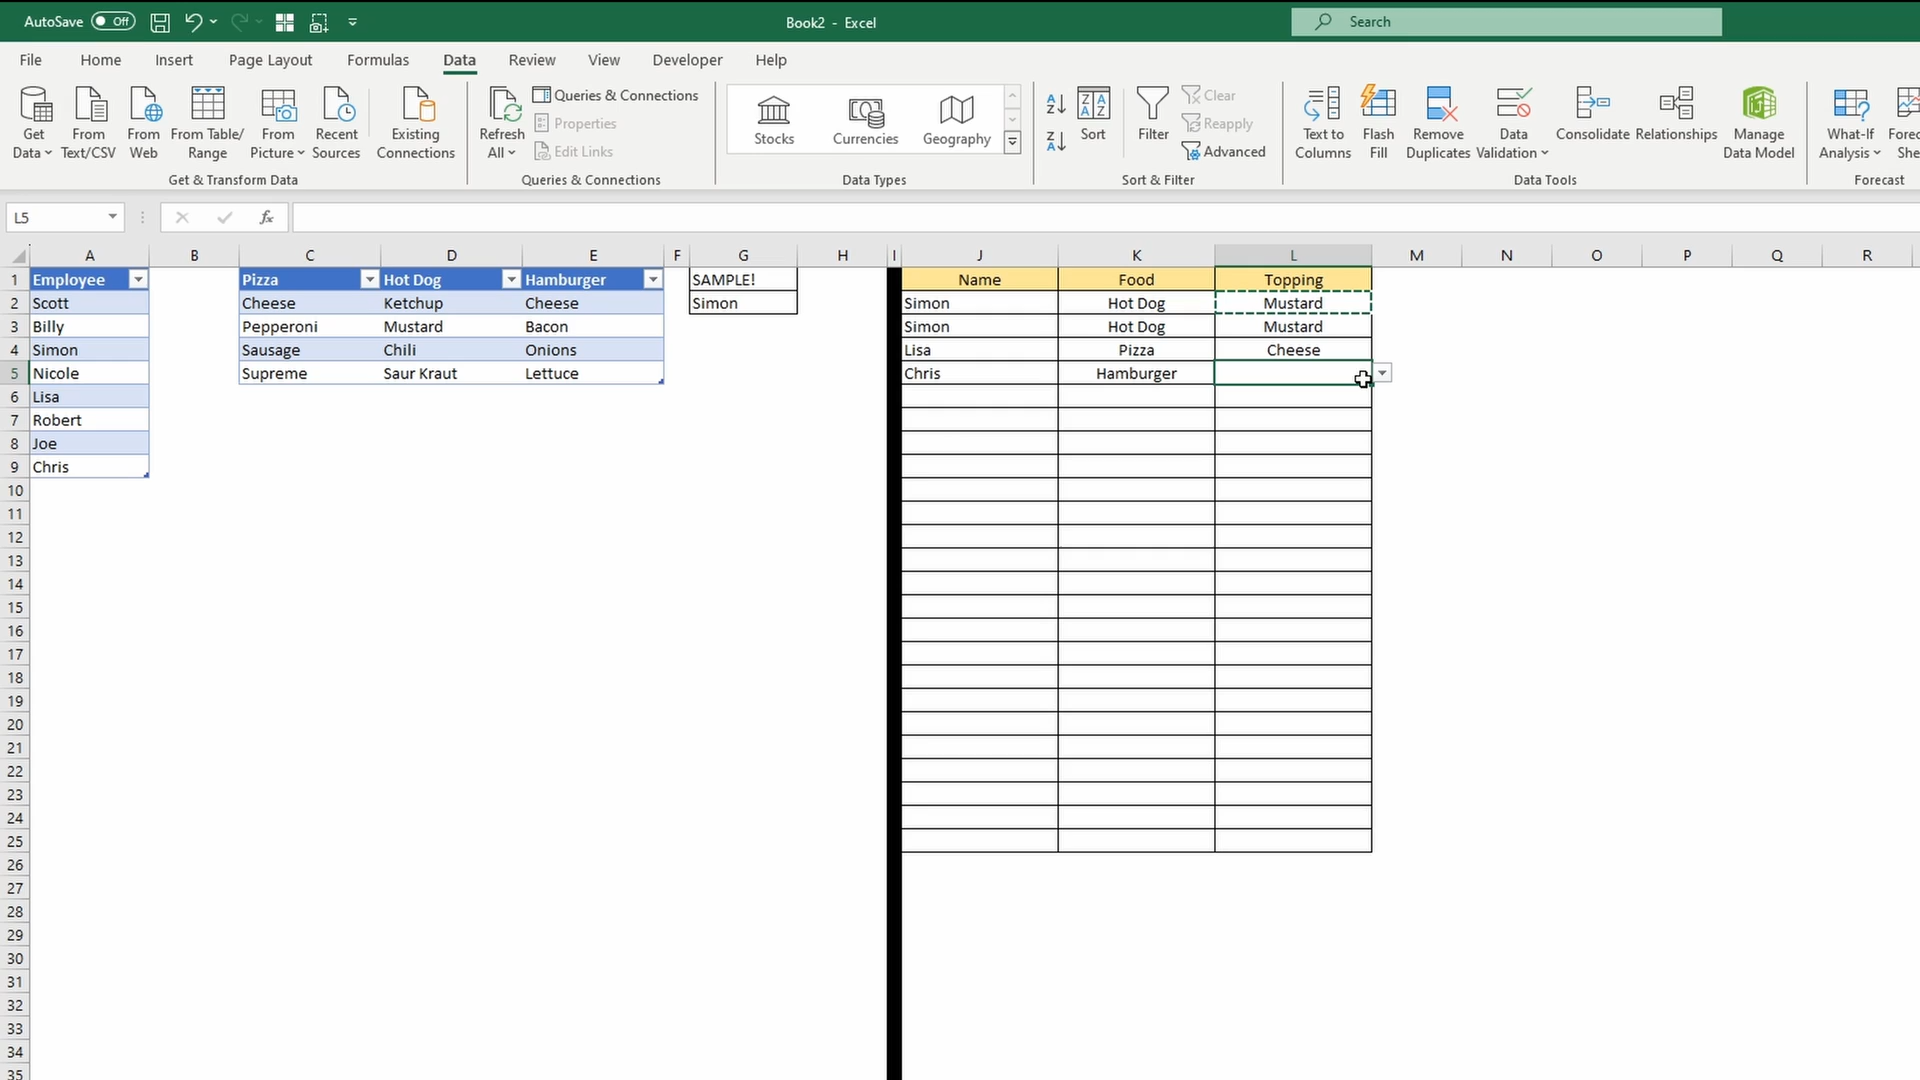 AutoSave Off Book2 - Excel Search
File Home Insert Page Layout Formulas Data Review View Developer Help
Get Data From Text/CSV From Web From Table/Range From Picture Recent Sources Existing Connections
Get & Transform Data
Refresh All Queries & Connections Properties Edit Links
Queries & Connections
Stocks Currencies Geography
Data Types
Sort Filter Clear Reapply Advanced
Sort & Filter
Text to Columns Flash Fill Remove Duplicates Data Validation Consolidate Relationships Manage Data Model
Data Tools
What-If Analysis Forec She
Forecast
L5 fx
A B C D E F G H I J K L M N O P Q R
1 Employee Pizza Hot Dog Hamburger SAMPLE! Name Food Topping
2 Scott Cheese Ketchup Cheese Simon Simon Hot Dog Mustard
3 Billy Pepperoni Mustard Bacon Simon Hot Dog Mustard
4 Simon Sausage Chili Onions Lisa Pizza Cheese
5 Nicole Supreme Saur Kraut Lettuce Chris Hamburger
6 Lisa
7 Robert
8 Joe
9 Chris
10
11
12
13
14
15
16
17
18
19
20
21
22
23
24
25
26
27
28
29
30
31
32
33
34
35